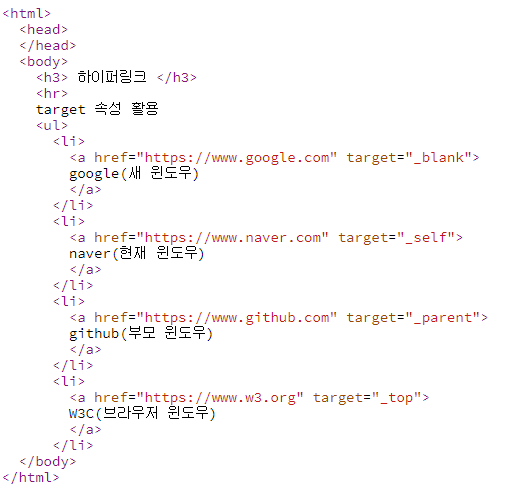 <html>
  <head>
  </head>
  <body>
    <h3> 하이퍼링크 </h3>
    <hr>
    target 속성 활용
    <ul>
      <li>
        <a href="https://www.google.com" target="_blank">
        google(새 윈도우)
        </a>
      </li>
      <li>
        <a href="https://www.naver.com" target="_self">
        naver(현재 윈도우)
        </a>
      </li>
      <li>
        <a href="https://www.github.com" target="_parent">
        github(부모 윈도우)
        </a>
      </li>
      <li>
        <a href="https://www.w3.org" target="_top">
        W3C(브라우저 윈도우)
        </a>
      </li>
  </body>
</html>